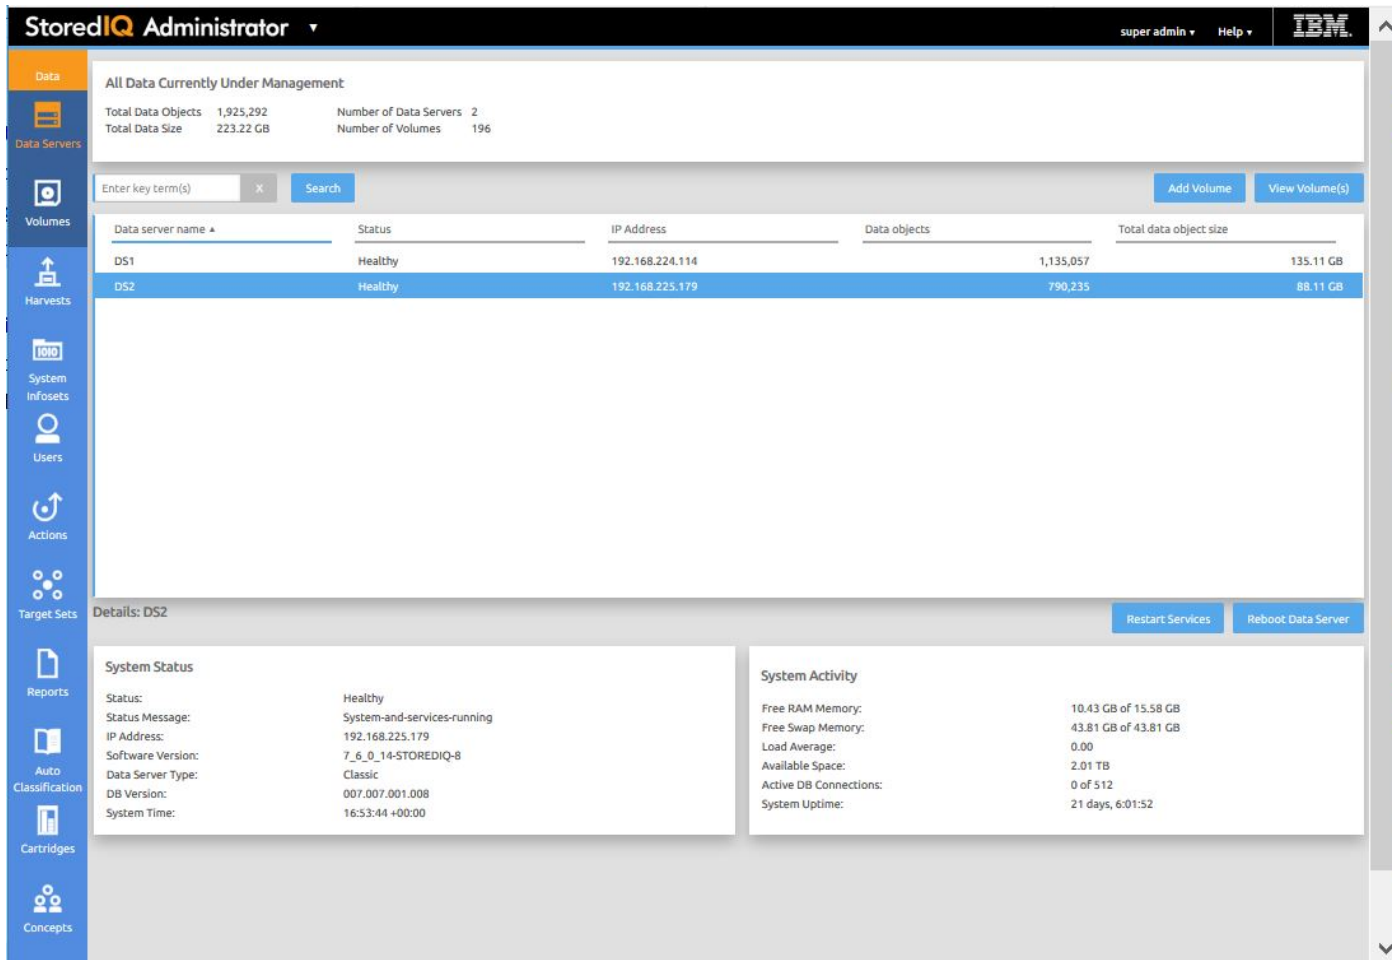 StoredIQ Administrator ▼
super admin ▾ Help ▾ IBM.
Data
Data Servers
Volumes
Harvests
System
Infosets
Users
Actions
Target Sets
Reports
Auto
Classification
Cartridges
Concepts
All Data Currently Under Management
Total Data Objects 1,925,292 Number of Data Servers 2
Total Data Size 223.22 GB Number of Volumes 196
Enter key term(s) X Search Add Volume View Volume(s)
Data server name ▲ Status IP Address Data objects Total data object size
DS1 Healthy 192.168.224.114 1,135,057 135.11 GB
DS2 Healthy 192.168.225.179 790,235 88.11 GB
Details: DS2 Restart Services Reboot Data Server
System Status
Status: Healthy
Status Message: System-and-services-running
IP Address: 192.168.225.179
Software Version: 7_6_0_14-STOREDIQ-8
Data Server Type: Classic
DB Version: 007.007.001.008
System Time: 16:53:44 +00:00
System Activity
Free RAM Memory: 10.43 GB of 15.58 GB
Free Swap Memory: 43.81 GB of 43.81 GB
Load Average: 0.00
Available Space: 2.01 TB
Active DB Connections: 0 of 512
System Uptime: 21 days, 6:01:52